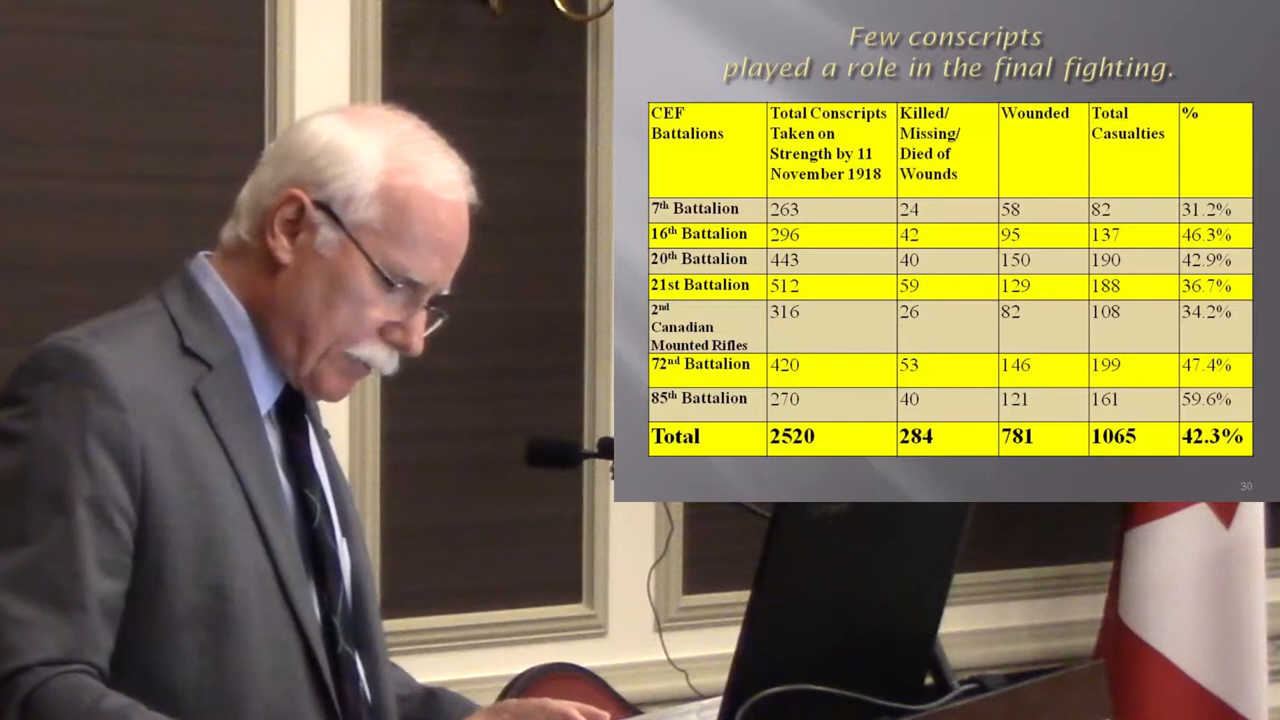 Few conscripts
played a role in the final fighting.
CEF Battalions | Total Conscripts Taken on Strength by 11 November 1918 | Killed/ Missing/ Died of Wounds | Wounded | Total Casualties | %
7th Battalion | 263 | 24 | 58 | 82 | 31.2%
16th Battalion | 296 | 42 | 95 | 137 | 46.3%
20th Battalion | 443 | 40 | 150 | 190 | 42.9%
21st Battalion | 512 | 59 | 129 | 188 | 36.7%
2nd Canadian Mounted Rifles | 316 | 26 | 82 | 108 | 34.2%
72nd Battalion | 420 | 53 | 146 | 199 | 47.4%
85th Battalion | 270 | 40 | 121 | 161 | 59.6%
Total | 2520 | 284 | 781 | 1065 | 42.3%
30